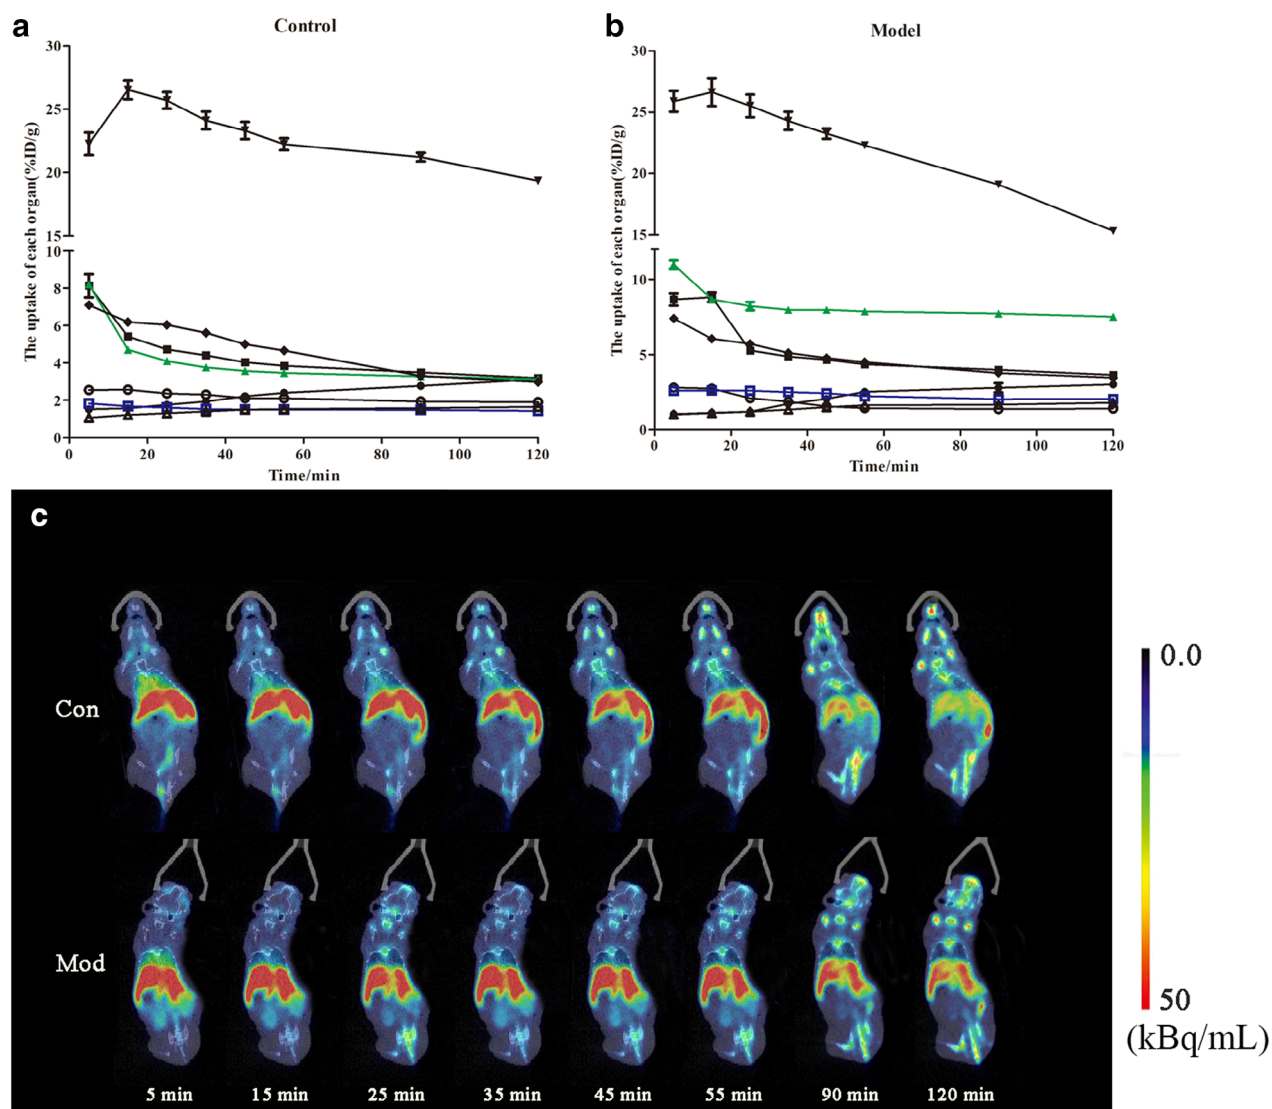 a
Control
The uptake of each organ(%ID/g)
30
25
20
15
10
8
6
4
2
0
0 20 40 60 80 100 120
Time/min
b
Model
The uptake of each organ(%ID/g)
30
25
20
15
10
5
0
0 20 40 60 80 100 120
Time/min
c
Con
Mod
5 min 15 min 25 min 35 min 45 min 55 min 90 min 120 min
0.0
50
(kBq/mL)